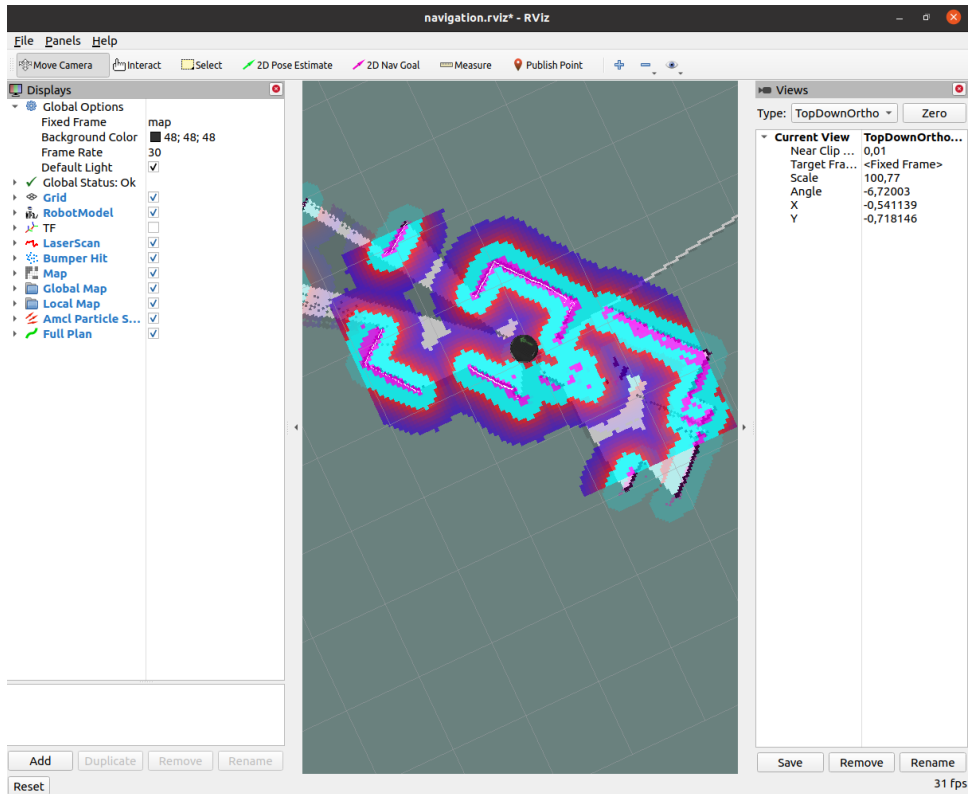 navigation.rviz* - RViz
File Panels Help
Move Camera Interact Select 2D Pose Estimate 2D Nav Goal Measure Publish Point
Displays
Global Options
Fixed Frame map
Background Color 48; 48; 48
Frame Rate 30
Default Light
Global Status: Ok
Grid
RobotModel
TF
LaserScan
Bumper Hit
Map
Global Map
Local Map
Amcl Particle S...
Full Plan
Add Duplicate Remove Rename
Reset
Views
Type: TopDownOrtho Zero
Current View TopDownOrtho...
Near Clip ... 0,01
Target Fra... <Fixed Frame>
Scale 100,77
Angle -6,72003
X -0,541139
Y -0,718146
Save Remove Rename
31 fps